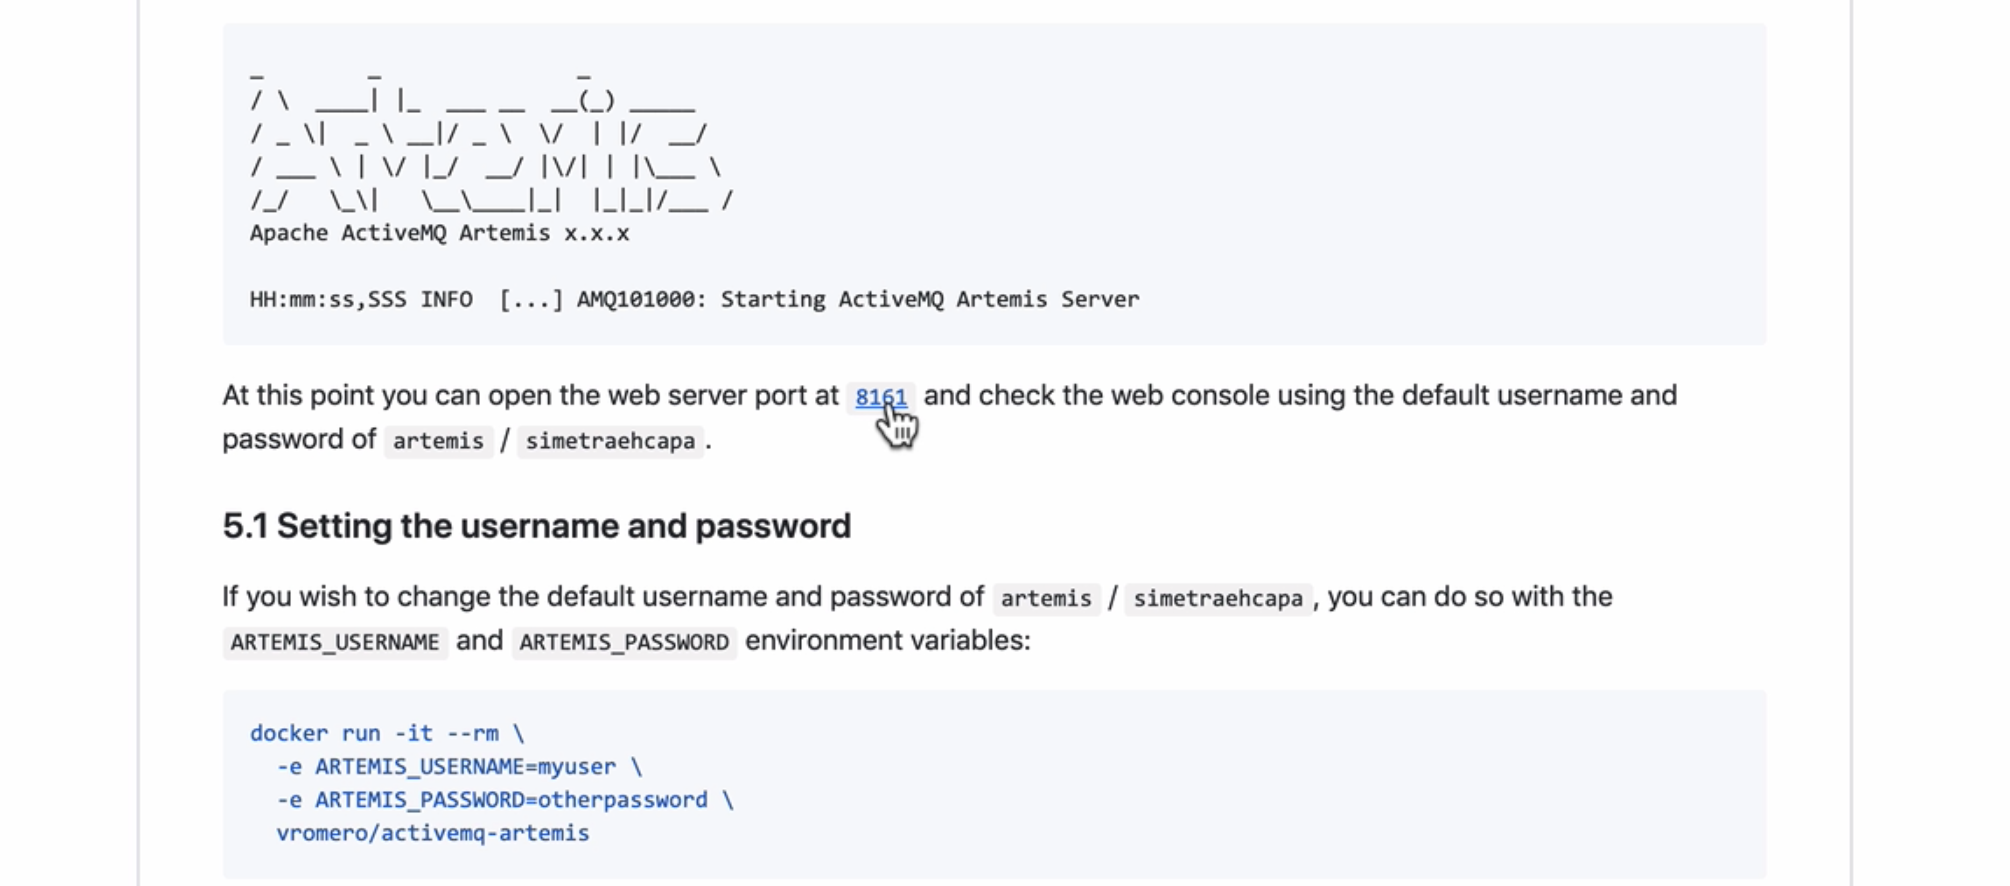 _        _               _
/ \  ____| |_  ___ __  __(_) _____
/ _ \|  _ \ __|/ _ \  \/  | |/  __/
/ ___ \ | \/ |_/  __/ |\/| | |\___ \
/_/   \_\|   \__\____|_|  |_|_|/___ /
Apache ActiveMQ Artemis x.x.x
HH:mm:ss,SSS INFO  [...] AMQ101000: Starting ActiveMQ Artemis Server
At this point you can open the web server port at 8161 and check the web console using the default username and
password of artemis / simetraehcapa.
5.1 Setting the username and password
If you wish to change the default username and password of artemis / simetraehcapa, you can do so with the
ARTEMIS_USERNAME and ARTEMIS_PASSWORD environment variables:
docker run -it --rm \
  -e ARTEMIS_USERNAME=myuser \
  -e ARTEMIS_PASSWORD=otherpassword \
  vromero/activemq-artemis